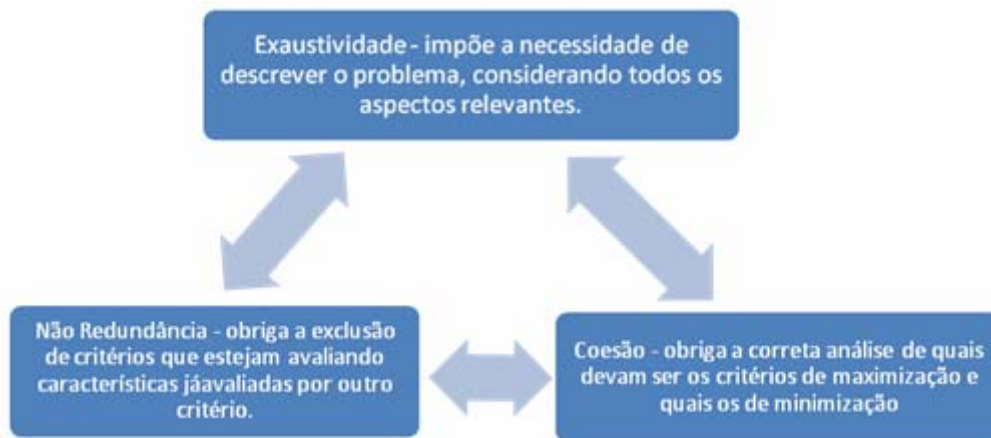 Exaustividade - impõe a necessidade de
descrever o problema, considerando todos os
aspectos relevantes.
Não Redundância - obriga a exclusão
de critérios que estejam avaliando
características jáavaliadas por outro
critério.
Coesão - obriga a correta análise de quais
devam ser os critérios de maximização e
quais os de minimização